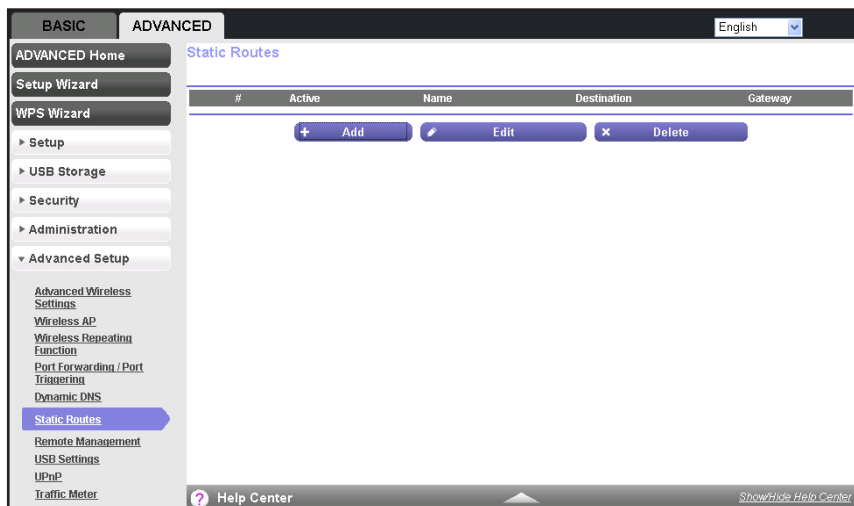 BASIC
ADVANCED
English
ADVANCED Home
Setup Wizard
WPS Wizard
Setup
USB Storage
Security
Administration
Advanced Setup
Advanced Wireless
Settings
Wireless AP
Wireless Repeating
Function
Port Forwarding / Port
Triggering
Dynamic DNS
Static Routes
Remote Management
USB Settings
UPnP
Traffic Meter
Static Routes
# Active Name Destination Gateway
+ Add Edit × Delete
? Help Center
Show/Hide Help Center